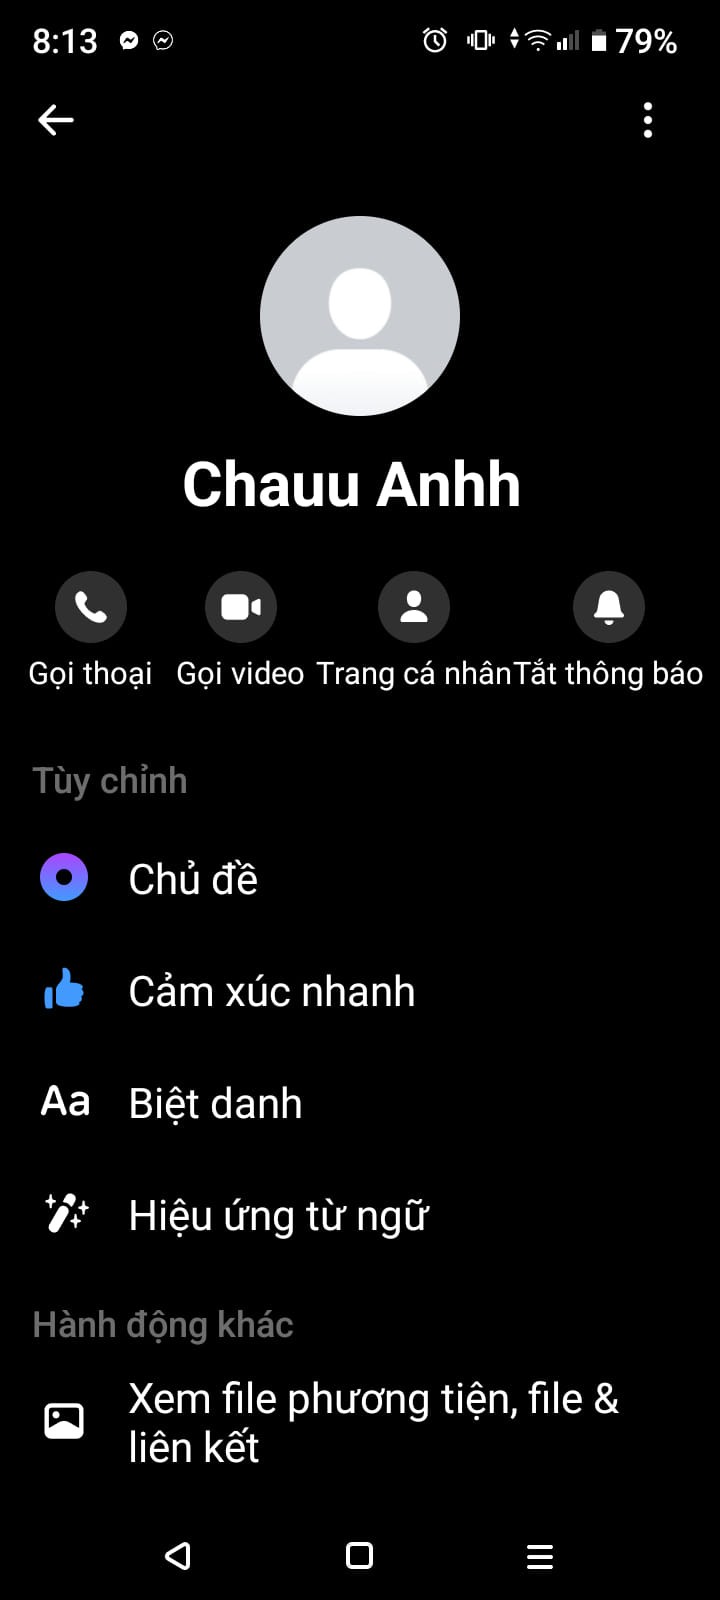 8:13 79%
Chauu Anhh
Gọi thoại Gọi video Trang cá nhân Tắt thông báo
Tùy chỉnh
Chủ đề
Cảm xúc nhanh
Aa Biệt danh
Hiệu ứng từ ngữ
Hành động khác
Xem file phương tiện, file &
liên kết